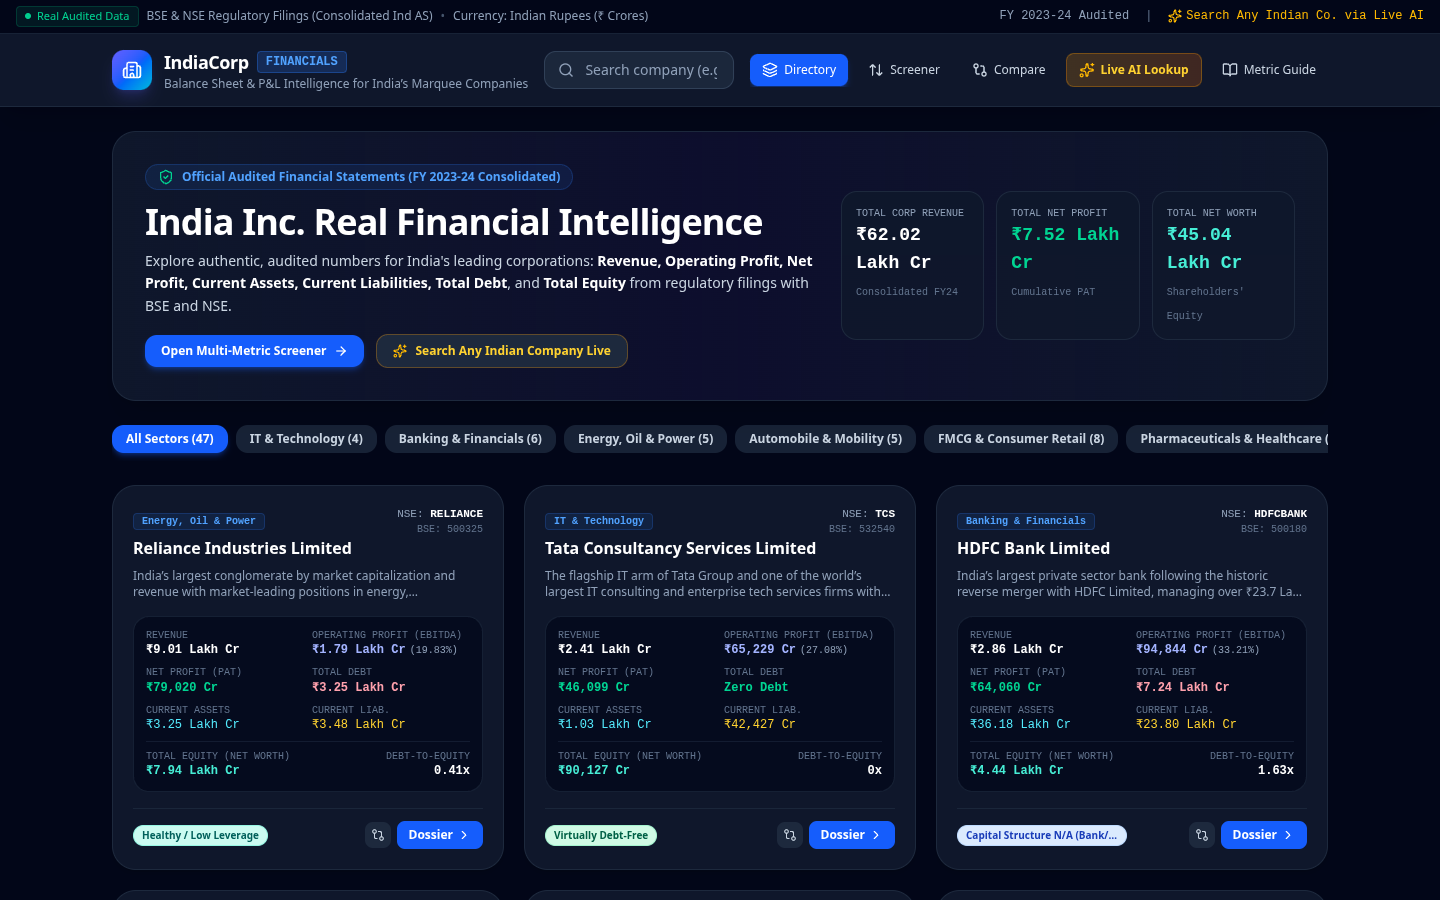 Real Audited Data BSE & NSE Regulatory Filings (Consolidated Ind AS) • Currency: Indian Rupees (₹ Crores) FY 2023-24 Audited | Search Any Indian Co. via Live AI
IndiaCorp FINANCIALS
Balance Sheet & P&L Intelligence for India's Marquee Companies
Search company (e.g Directory Screener Compare Live AI Lookup Metric Guide
Official Audited Financial Statements (FY 2023-24 Consolidated)
India Inc. Real Financial Intelligence
Explore authentic, audited numbers for India's leading corporations: Revenue, Operating Profit, Net
Profit, Current Assets, Current Liabilities, Total Debt, and Total Equity from regulatory filings with
BSE and NSE.
Open Multi-Metric Screener Search Any Indian Company Live
TOTAL CORP REVENUE
₹62.02
Lakh Cr
Consolidated FY24
TOTAL NET PROFIT
₹7.52 Lakh
Cr
Cumulative PAT
TOTAL NET WORTH
₹45.04
Lakh Cr
Shareholders'
Equity
All Sectors (47) IT & Technology (4) Banking & Financials (6) Energy, Oil & Power (5) Automobile & Mobility (5) FMCG & Consumer Retail (8) Pharmaceuticals & Healthcare (
Energy, Oil & Power
NSE: RELIANCE
BSE: 500325
Reliance Industries Limited
India's largest conglomerate by market capitalization and
revenue with market-leading positions in energy,...
REVENUE OPERATING PROFIT (EBITDA)
₹9.01 Lakh Cr ₹1.79 Lakh Cr (19.83%)
NET PROFIT (PAT) TOTAL DEBT
₹79,020 Cr ₹3.25 Lakh Cr
CURRENT ASSETS CURRENT LIAB.
₹3.25 Lakh Cr ₹3.48 Lakh Cr
TOTAL EQUITY (NET WORTH) DEBT-TO-EQUITY
₹7.94 Lakh Cr 0.41x
Healthy / Low Leverage Dossier
IT & Technology
NSE: TCS
BSE: 532540
Tata Consultancy Services Limited
The flagship IT arm of Tata Group and one of the world's
largest IT consulting and enterprise tech services firms with...
REVENUE OPERATING PROFIT (EBITDA)
₹2.41 Lakh Cr ₹65,229 Cr (27.08%)
NET PROFIT (PAT) TOTAL DEBT
₹46,099 Cr Zero Debt
CURRENT ASSETS CURRENT LIAB.
₹1.03 Lakh Cr ₹42,427 Cr
TOTAL EQUITY (NET WORTH) DEBT-TO-EQUITY
₹90,127 Cr 0x
Virtually Debt-Free Dossier
Banking & Financials
NSE: HDFCBANK
BSE: 500180
HDFC Bank Limited
India's largest private sector bank following the historic
reverse merger with HDFC Limited, managing over ₹23.7 La...
REVENUE OPERATING PROFIT (EBITDA)
₹2.86 Lakh Cr ₹94,844 Cr (33.21%)
NET PROFIT (PAT) TOTAL DEBT
₹64,060 Cr ₹7.24 Lakh Cr
CURRENT ASSETS CURRENT LIAB.
₹36.18 Lakh Cr ₹23.80 Lakh Cr
TOTAL EQUITY (NET WORTH) DEBT-TO-EQUITY
₹4.44 Lakh Cr 1.63x
Capital Structure N/A (Bank/... Dossier